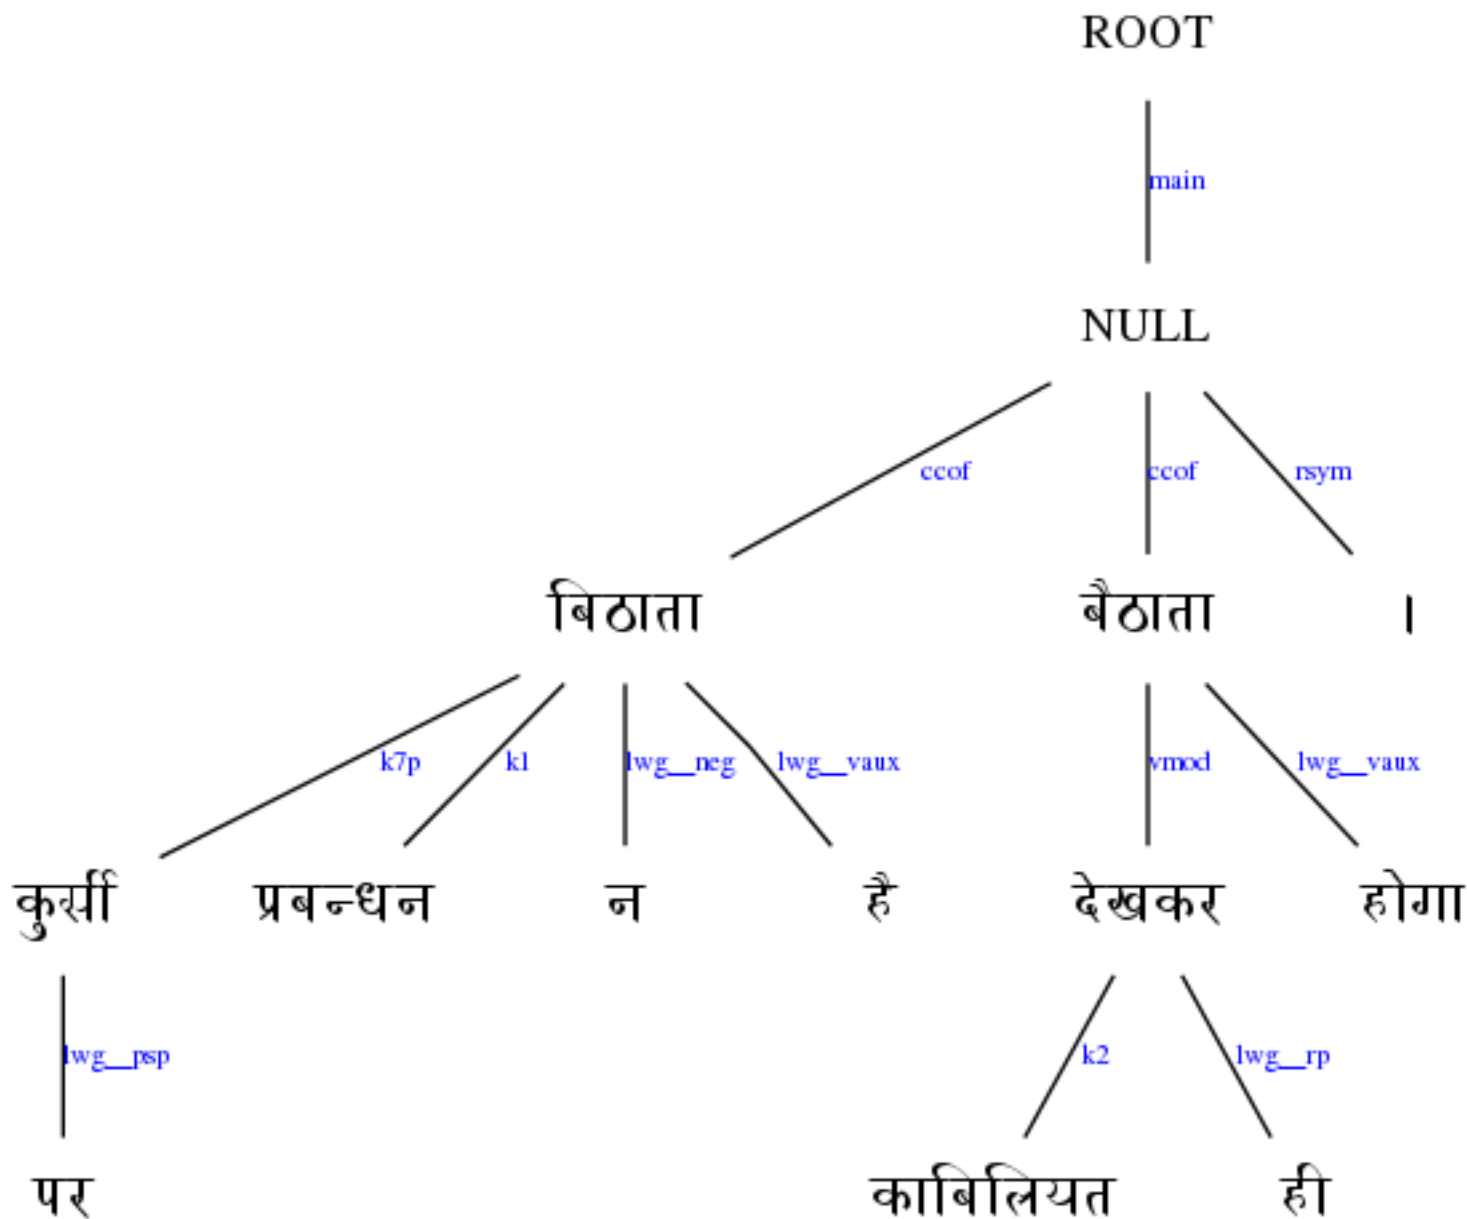 ROOT
main
NULL
ccof ccof rsym
बिठाता बैठाता ।
k7p k1 lwg__neg lwg__vaux vmod lwg__vaux
कुर्सी प्रबन्धन न है देखकर होगा
lwg__psp k2 lwg__rp
पर काबिलियत ही